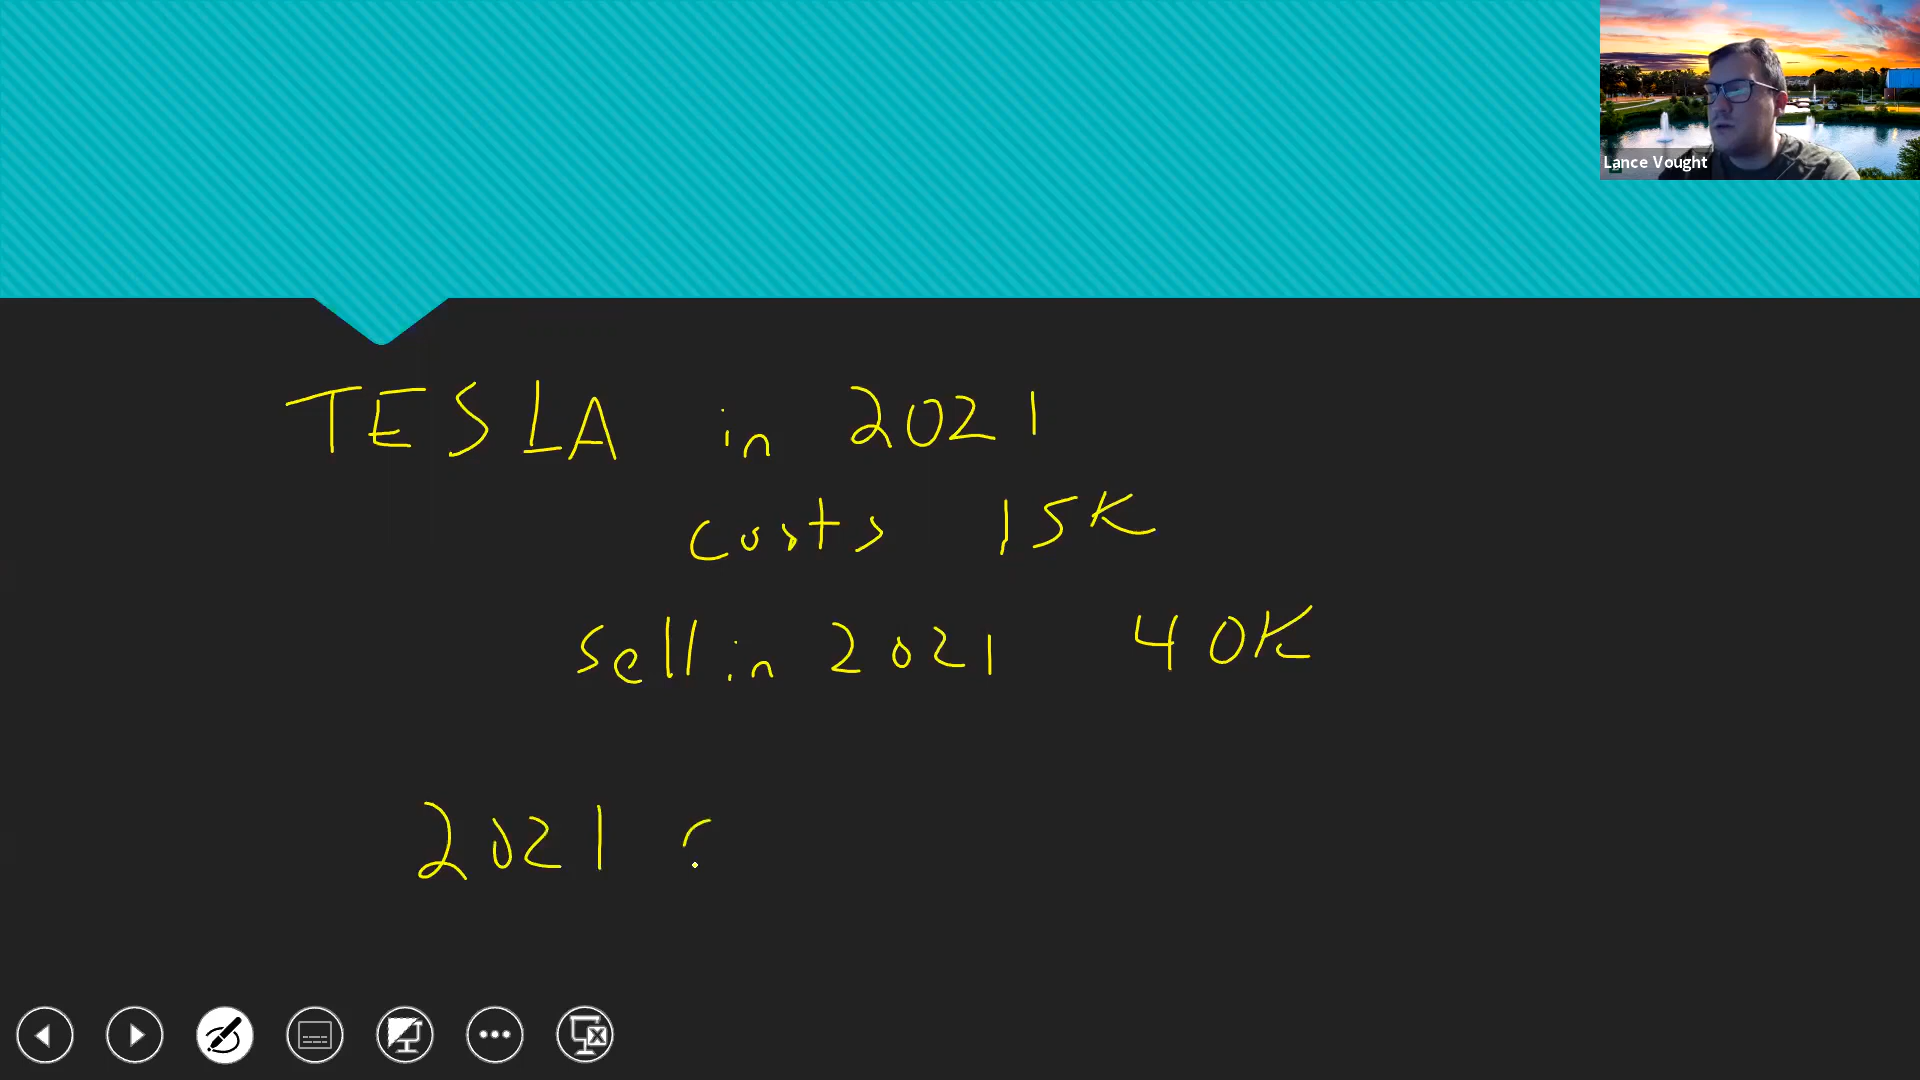 Lance Vought
TESLA in 2021
costs 15K
sell in 2021 40K
2021